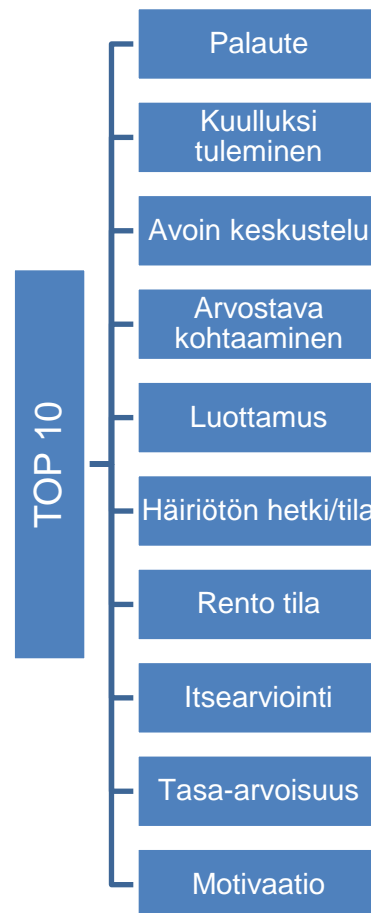 TOP 10
Palaute
Kuulluksi
tuleminen
Avoin keskustelu
Arvostava
kohtaaminen
Luottamus
Häiriötön hetki/tila
Rento tila
Itsearviointi
Tasa-arvoisuus
Motivaatio